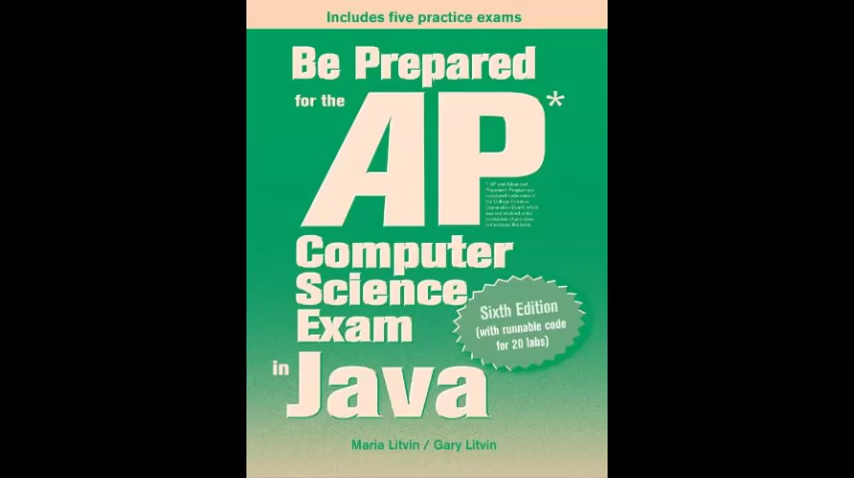 Includes five practice exams
Be Prepared
for the
AP*
Computer
Science
Exam
in Java
Sixth Edition
(with runnable code
for 20 labs)
Maria Litvin / Gary Litvin